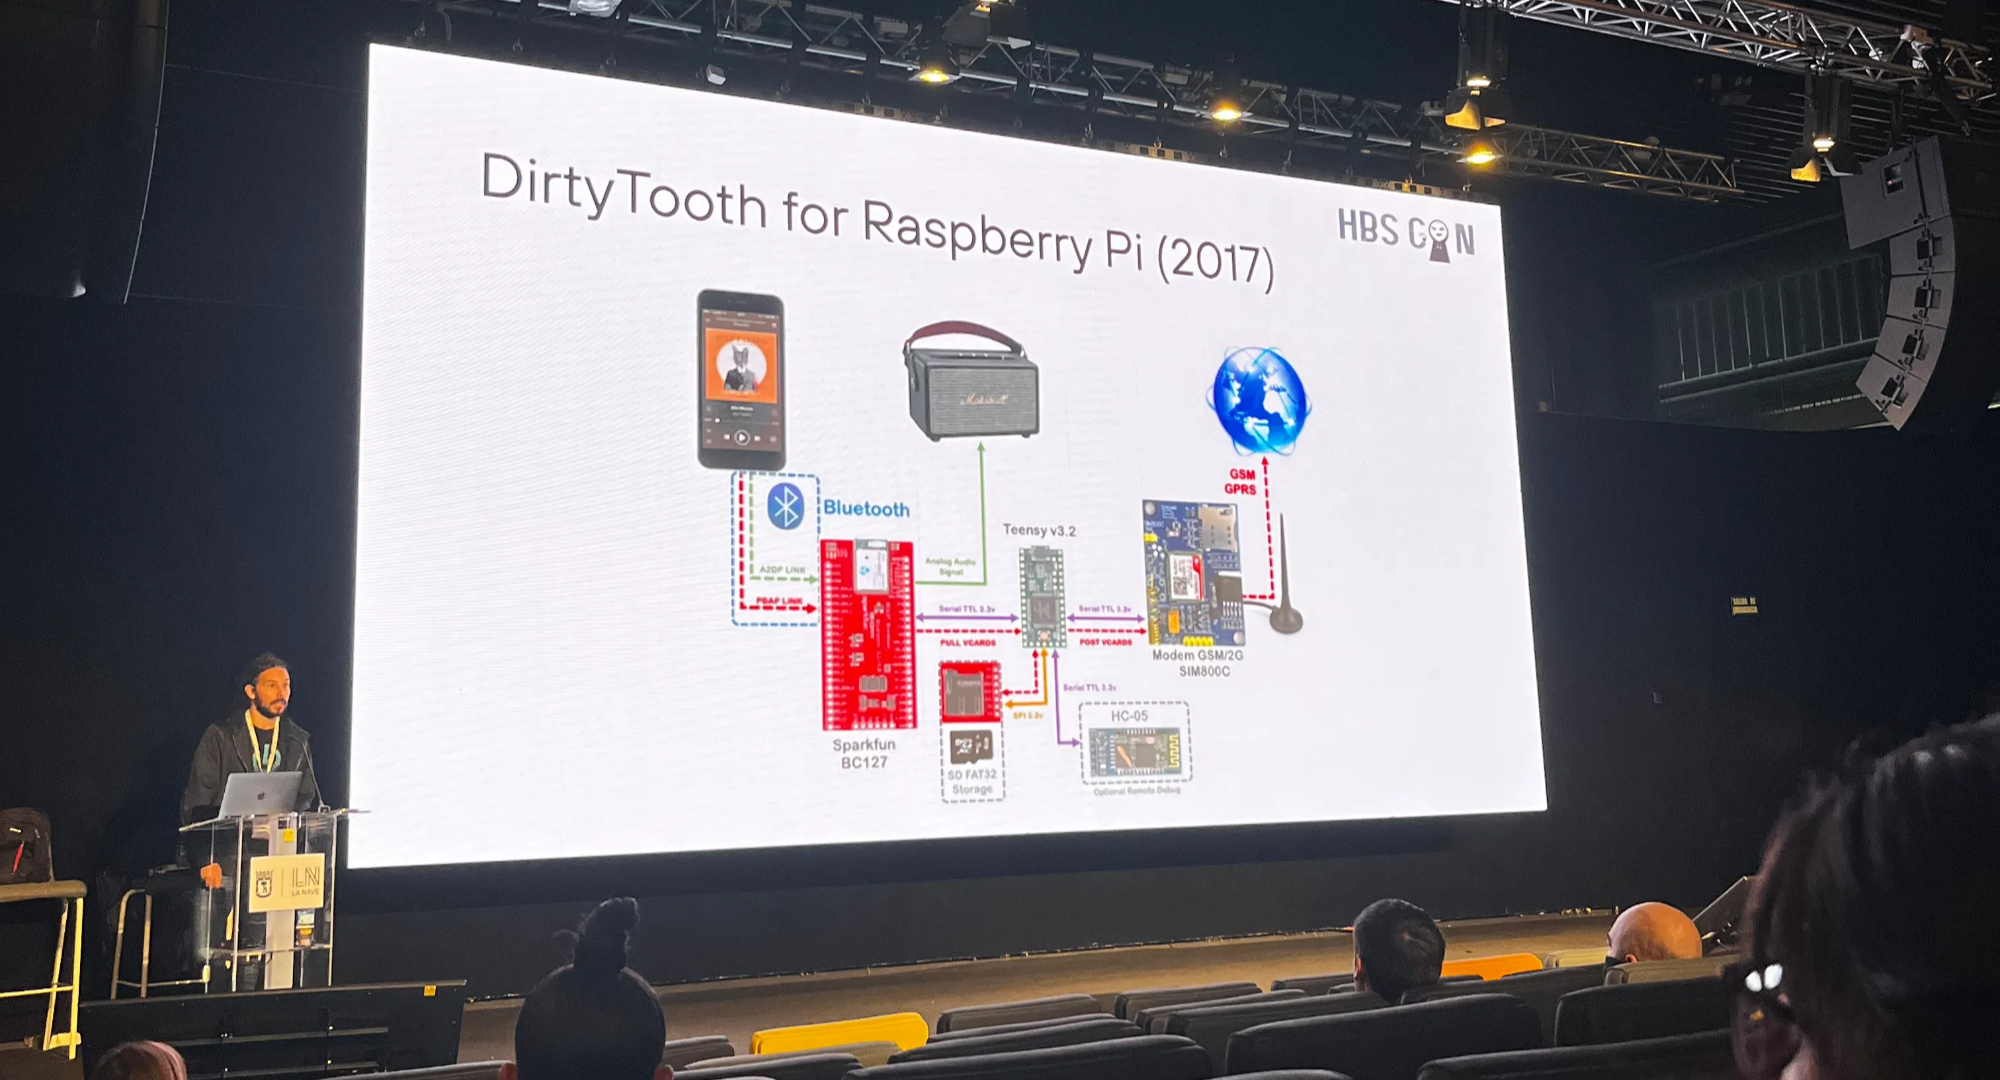 DirtyTooth for Raspberry Pi (2017)
HBS CON
Marshall
GSM
GPRS
Bluetooth
Teensy v3.2
Analog Audio
Signal
A2DP LINK
PBAP LINK
Serial TTL 3.3v
Serial TTL 3.3v
PULL VCARDS
POST VCARDS
Modem GSM/2G
SIM800C
Serial TTL 3.3v
SPI 3.3v
HC-05
Sparkfun
BC127
SD FAT32
Storage
Optional Remote Debug
LN
LA NAVE